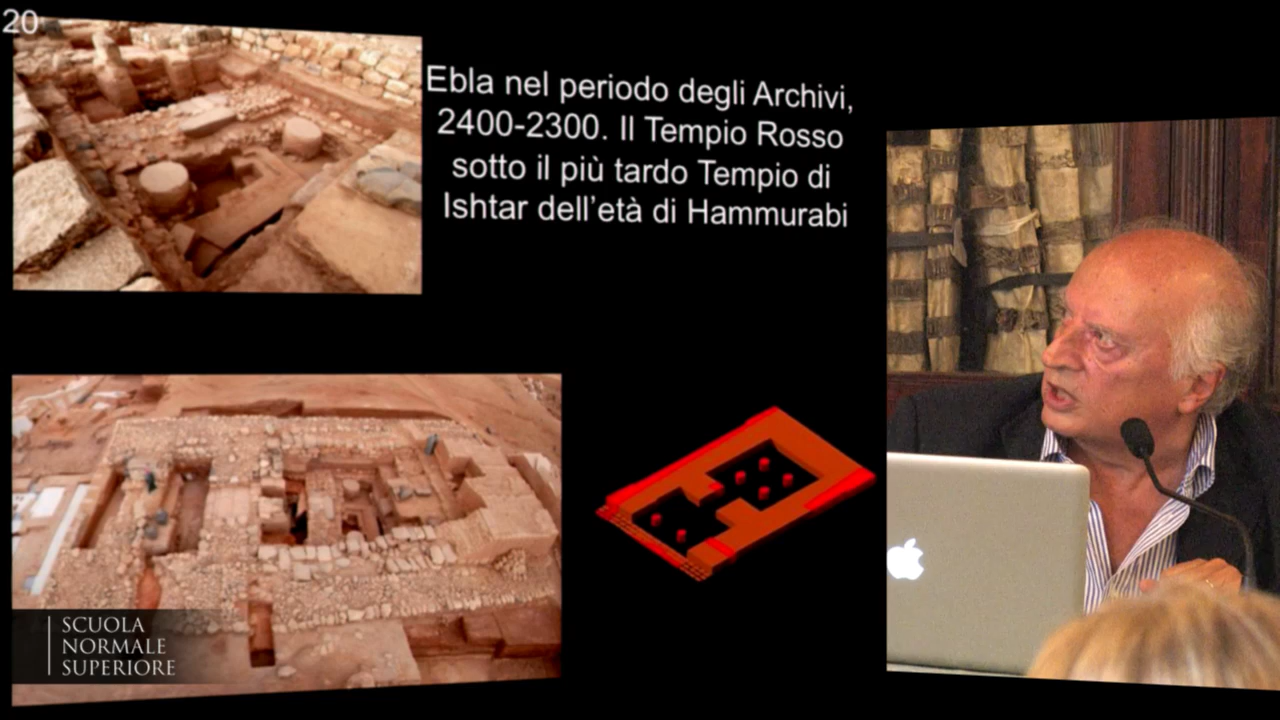 20
Ebla nel periodo degli Archivi,
2400-2300. Il Tempio Rosso
sotto il più tardo Tempio di
Ishtar dell’età di Hammurabi
SCUOLA
NORMALE
SUPERIORE